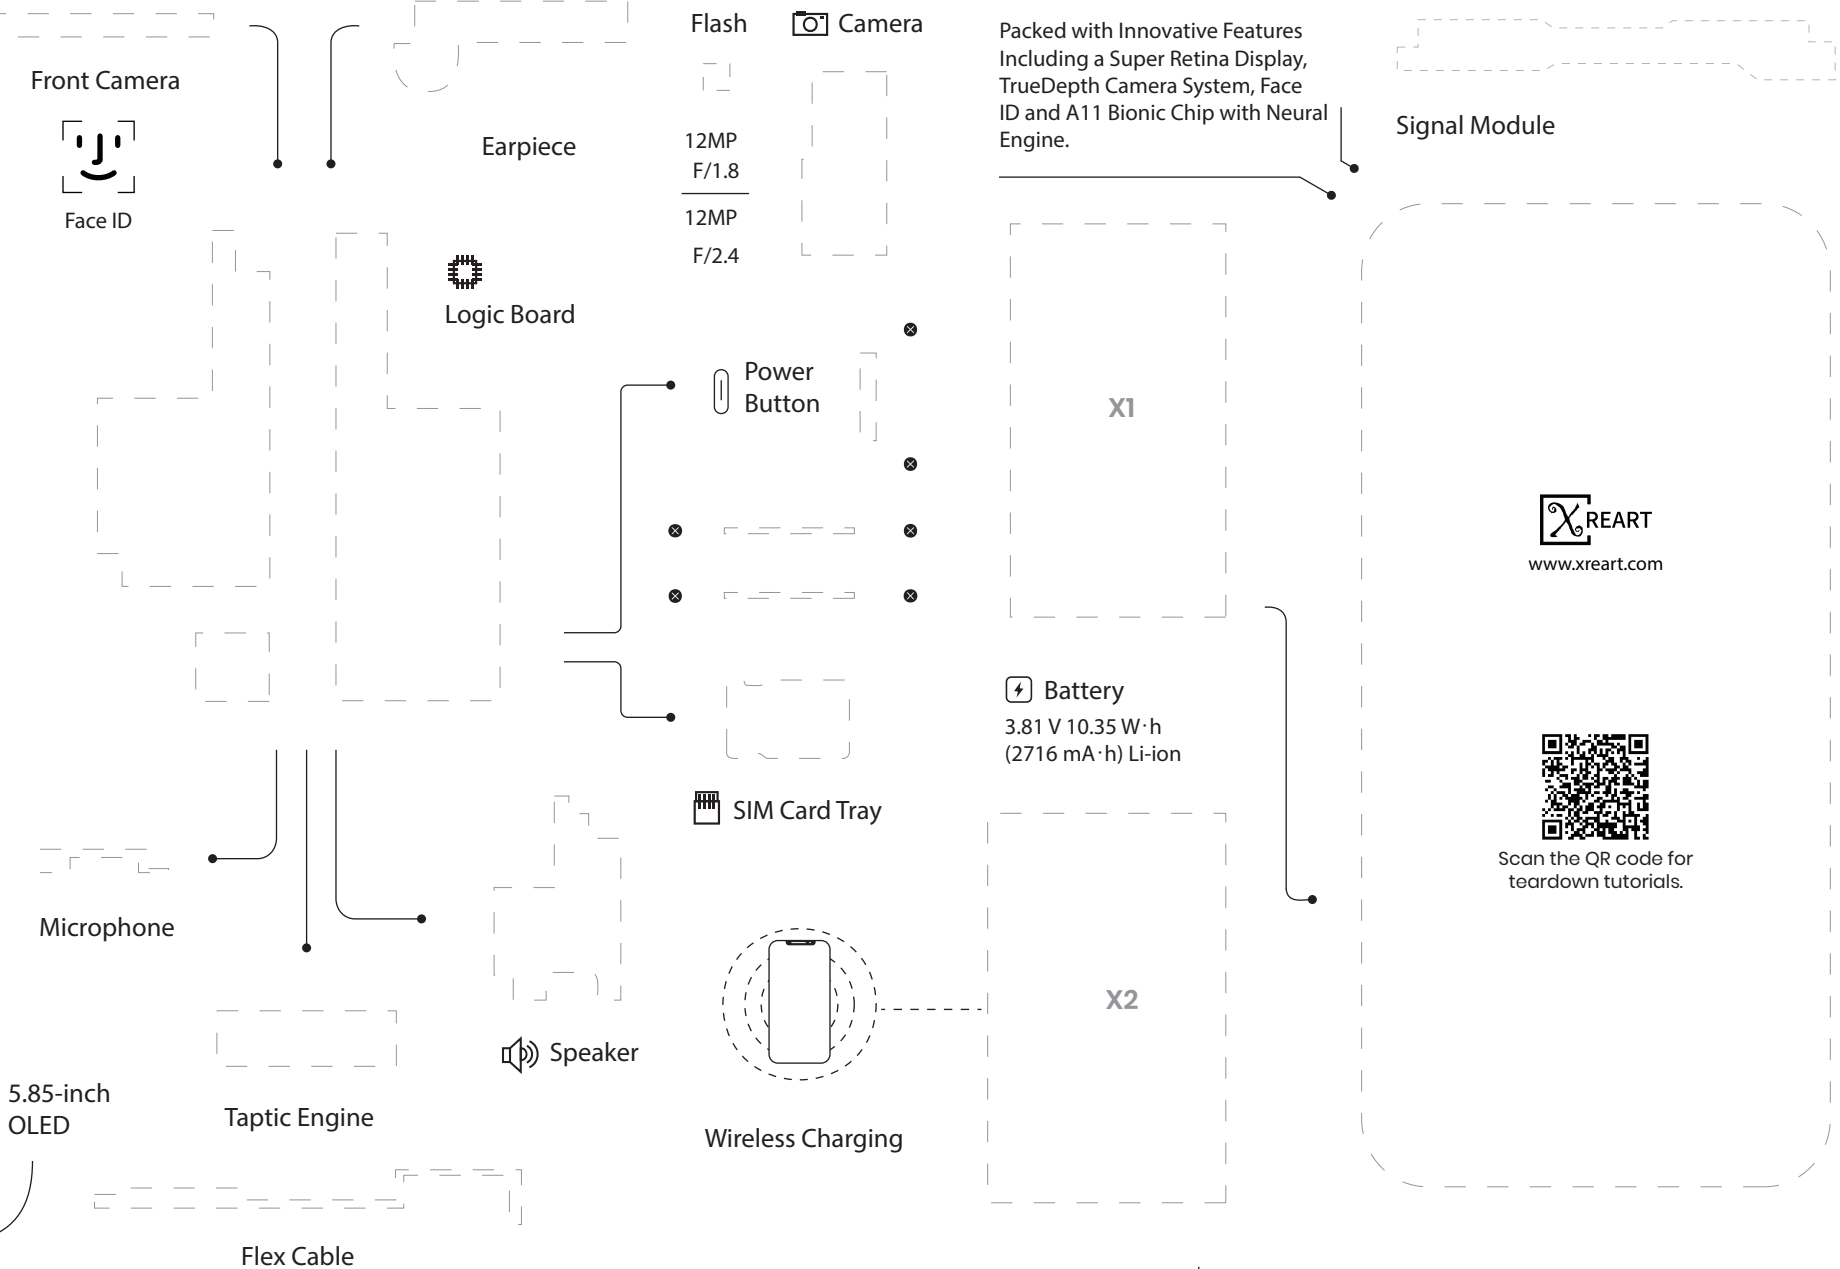 Front Camera
Face ID
Earpiece
Flash
Camera
12MP
F/1.8
12MP
F/2.4
Packed with Innovative Features
Including a Super Retina Display,
TrueDepth Camera System, Face
ID and A11 Bionic Chip with Neural
Engine.
Signal Module
Logic Board
Power
Button
X1
XREART
www.xreart.com
Battery
3.81 V 10.35 W·h
(2716 mA·h) Li-ion
SIM Card Tray
Scan the QR code for
teardown tutorials.
Microphone
X2
Speaker
5.85-inch
OLED
Taptic Engine
Wireless Charging
Flex Cable